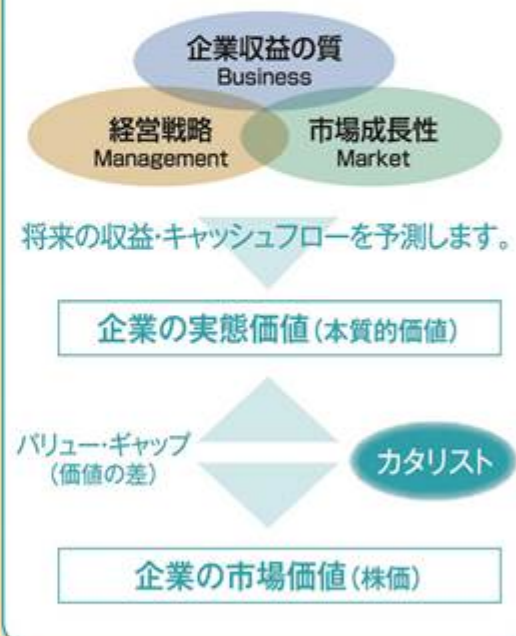 企業収益の質
Business
経営戦略
Management
市場成長性
Market
将来の収益・キャッシュフローを予測します。
企業の実態価値(本質的価値)
バリュー・ギャップ
(価値の差)
カタリスト
企業の市場価値(株価)